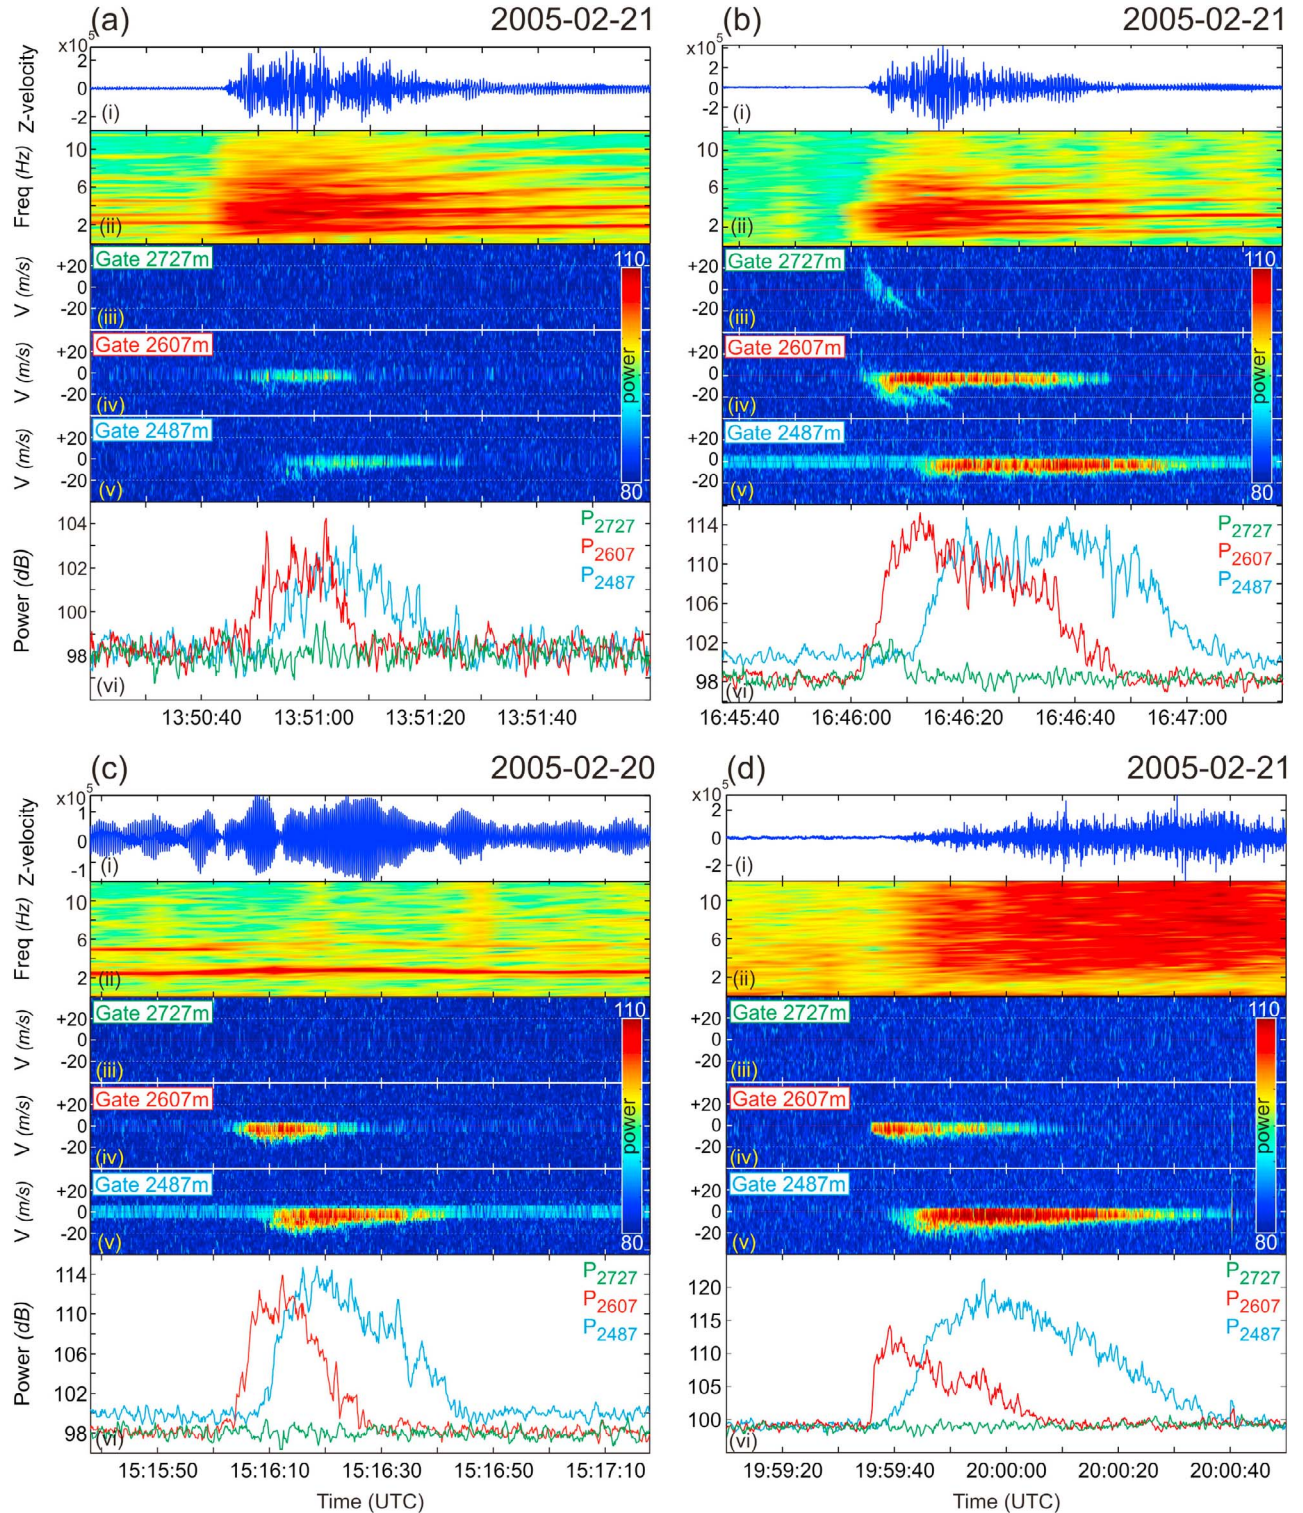 (a) 2005-02-21
x10⁵
Z-velocity
2
0
-2
(i)
Freq (Hz)
10
6
2
(ii)
V (m/s)
+20
0
-20
Gate 2727m
(iii)
110
V (m/s)
+20
0
-20
Gate 2607m
(iv)
power
V (m/s)
+20
0
-20
Gate 2487m
(v)
80
Power (dB)
104
102
100
98
P2727
P2607
P2487
(vi)
13:50:40 13:51:00 13:51:20 13:51:40
(b) 2005-02-21
x10⁵
2
0
-2
(i)
10
6
2
(ii)
+20
0
-20
Gate 2727m
(iii)
110
+20
0
-20
Gate 2607m
(iv)
power
+20
0
-20
Gate 2487m
(v)
80
114
110
106
102
98
P2727
P2607
P2487
(vi)
16:45:40 16:46:00 16:46:20 16:46:40 16:47:00
(c) 2005-02-20
x10⁵
Z-velocity
1
0
-1
(i)
Freq (Hz)
10
6
2
(ii)
V (m/s)
+20
0
-20
Gate 2727m
(iii)
110
V (m/s)
+20
0
-20
Gate 2607m
(iv)
power
V (m/s)
+20
0
-20
Gate 2487m
(v)
80
Power (dB)
114
110
106
102
98
P2727
P2607
P2487
(vi)
15:15:50 15:16:10 15:16:30 15:16:50 15:17:10
Time (UTC)
(d) 2005-02-21
x10⁵
2
0
-2
(i)
10
6
2
(ii)
+20
0
-20
Gate 2727m
(iii)
110
+20
0
-20
Gate 2607m
(iv)
power
+20
0
-20
Gate 2487m
(v)
80
120
115
110
105
100
P2727
P2607
P2487
(vi)
19:59:20 19:59:40 20:00:00 20:00:20 20:00:40
Time (UTC)